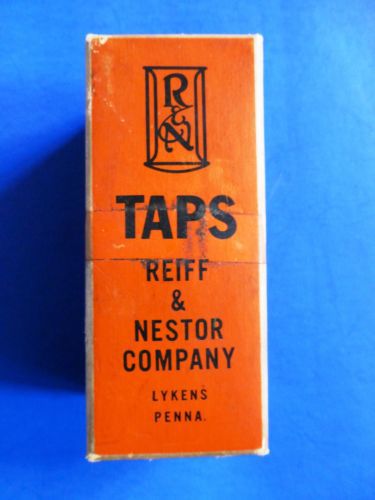 R
&
N
TAPS
REIFF
&
NESTOR
COMPANY
LYKENS
PENNA.